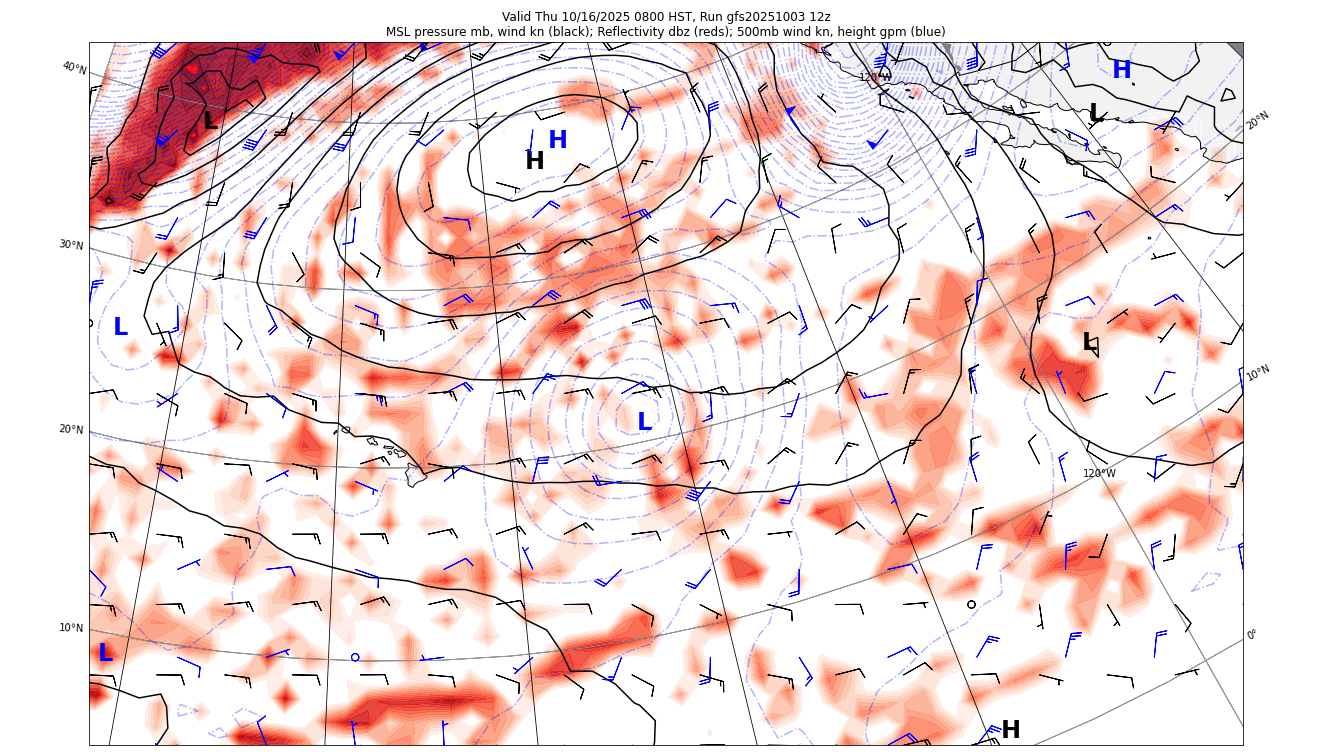 Valid Thu 10/16/2025 0800 HST, Run gfs20251003 12z
MSL pressure mb, wind kn (black); Reflectivity dbz (reds); 500mb wind kn, height gpm (blue)
40°N
120°W
H
L
L
20°N
H
H
30°N
L
L
10°N
20°N
L
120°W
10°N
0°
L
H